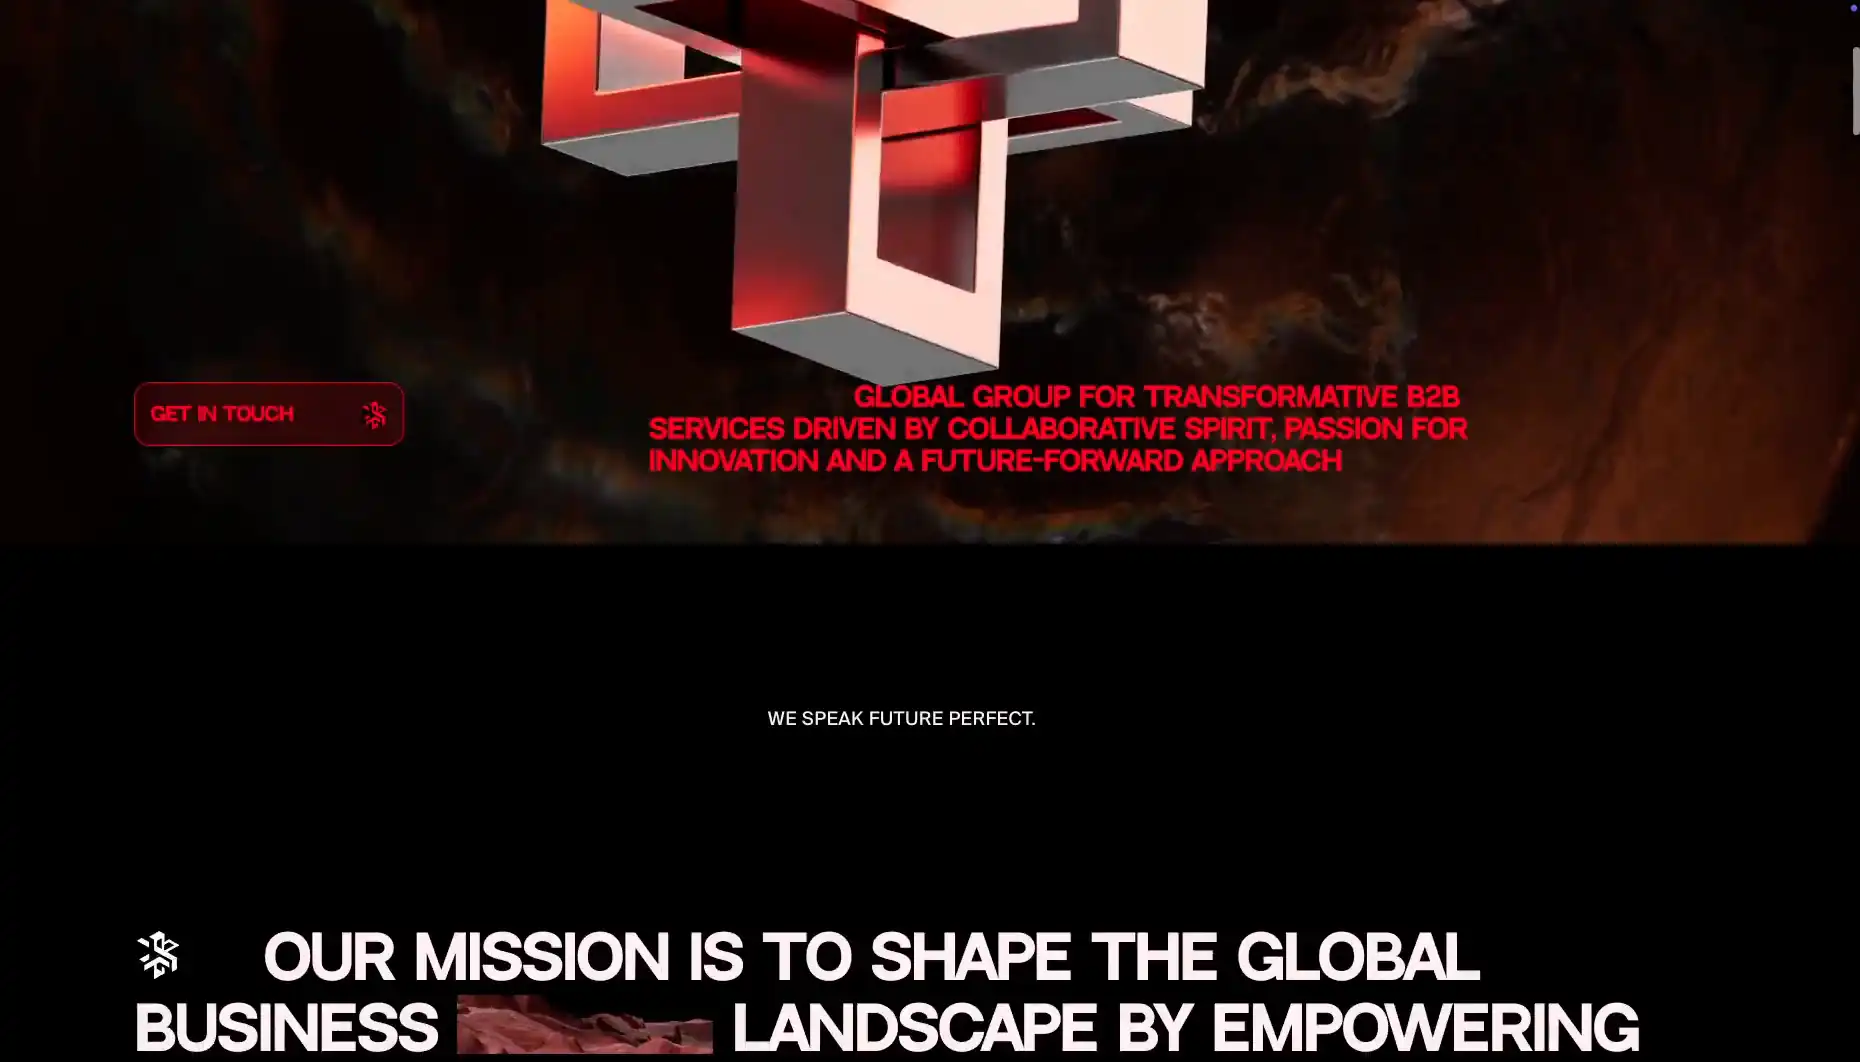 GET IN TOUCH
GLOBAL GROUP FOR TRANSFORMATIVE B2B
SERVICES DRIVEN BY COLLABORATIVE SPIRIT, PASSION FOR
INNOVATION AND A FUTURE-FORWARD APPROACH
WE SPEAK FUTURE PERFECT.
OUR MISSION IS TO SHAPE THE GLOBAL
BUSINESS LANDSCAPE BY EMPOWERING